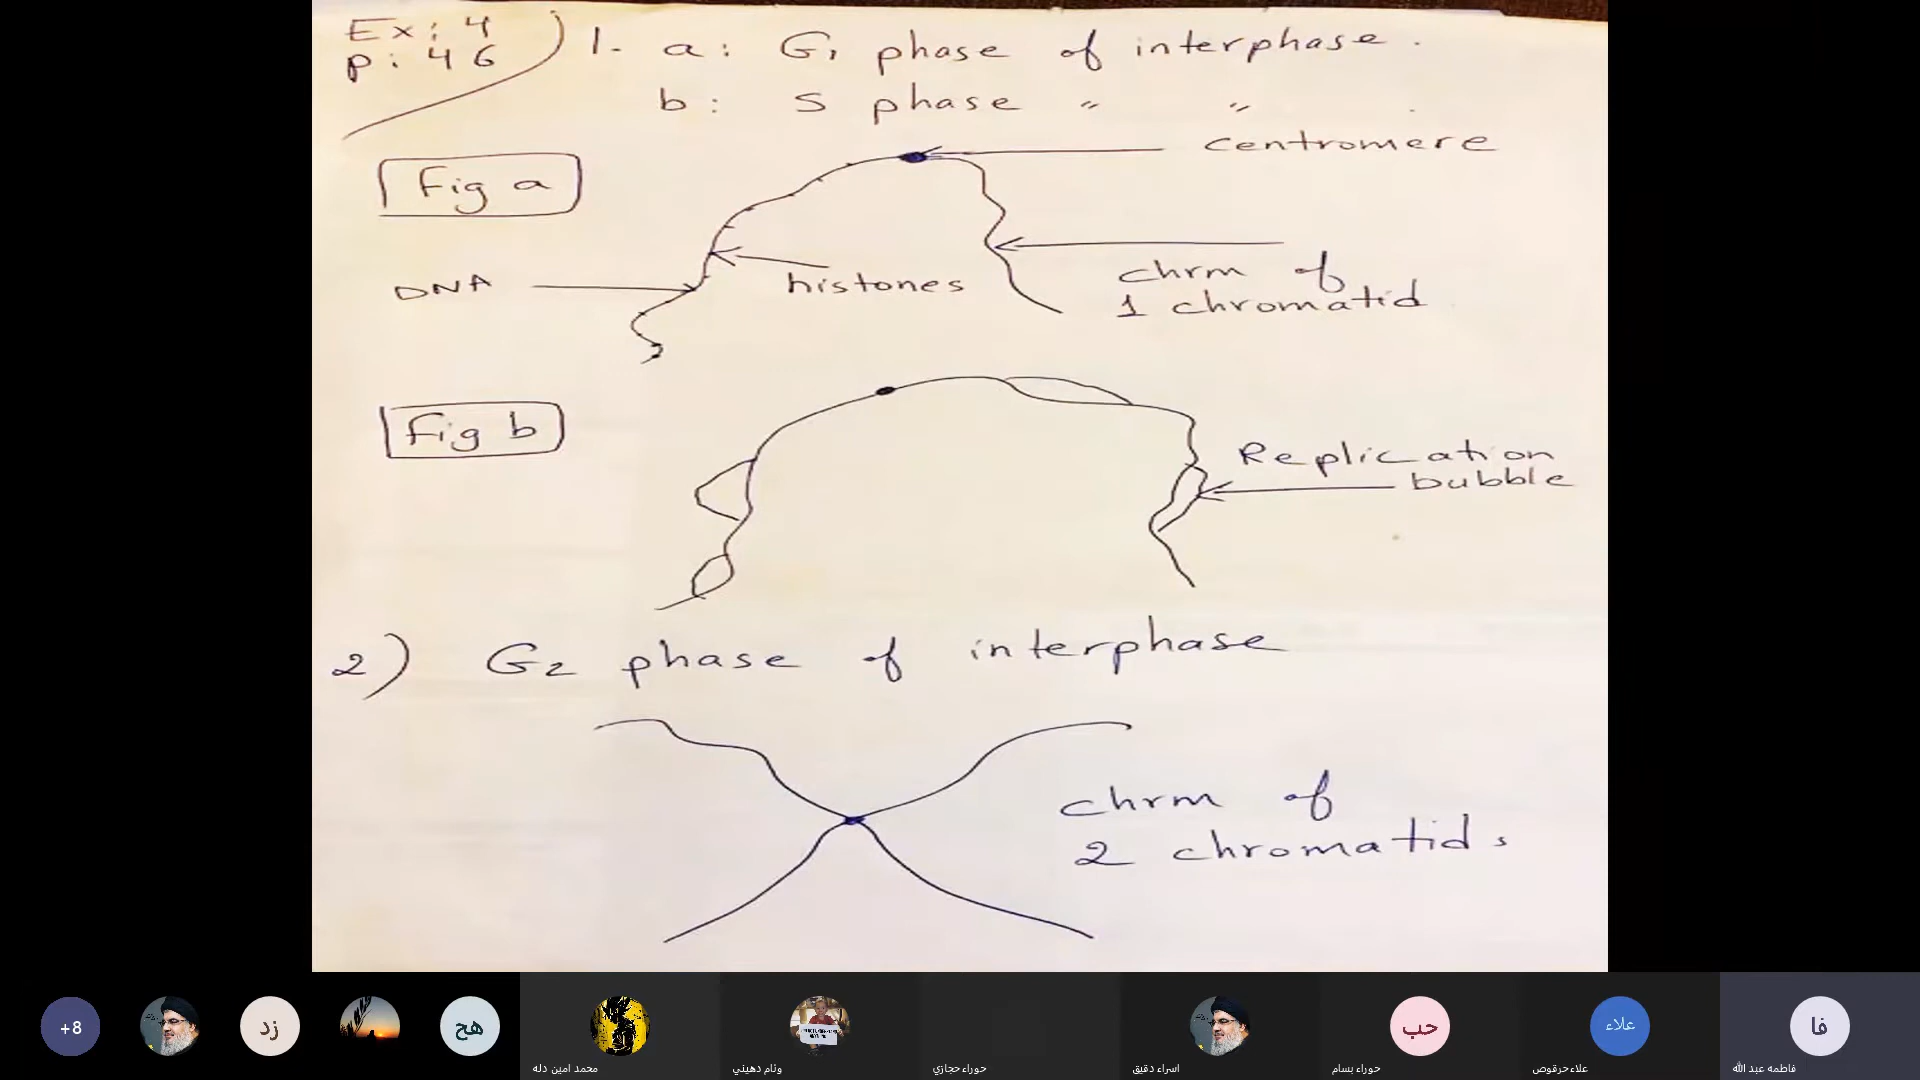 Ex: 4
p: 46
1. a: G1 phase of interphase.
b: S phase " " .
centromere
Fig a
histones
DNA
chrm of
1 chromatid
Fig b
Replication
bubble
2) G2 phase of interphase
chrm of
2 chromatids
+8
زد
هح
حب
علاء
فا
محمد امين دله
وئام دهيني
حوراء حجازي
اسراء دقيق
حوراء بسام
علاء حرقوص
فاطمه عبد الله